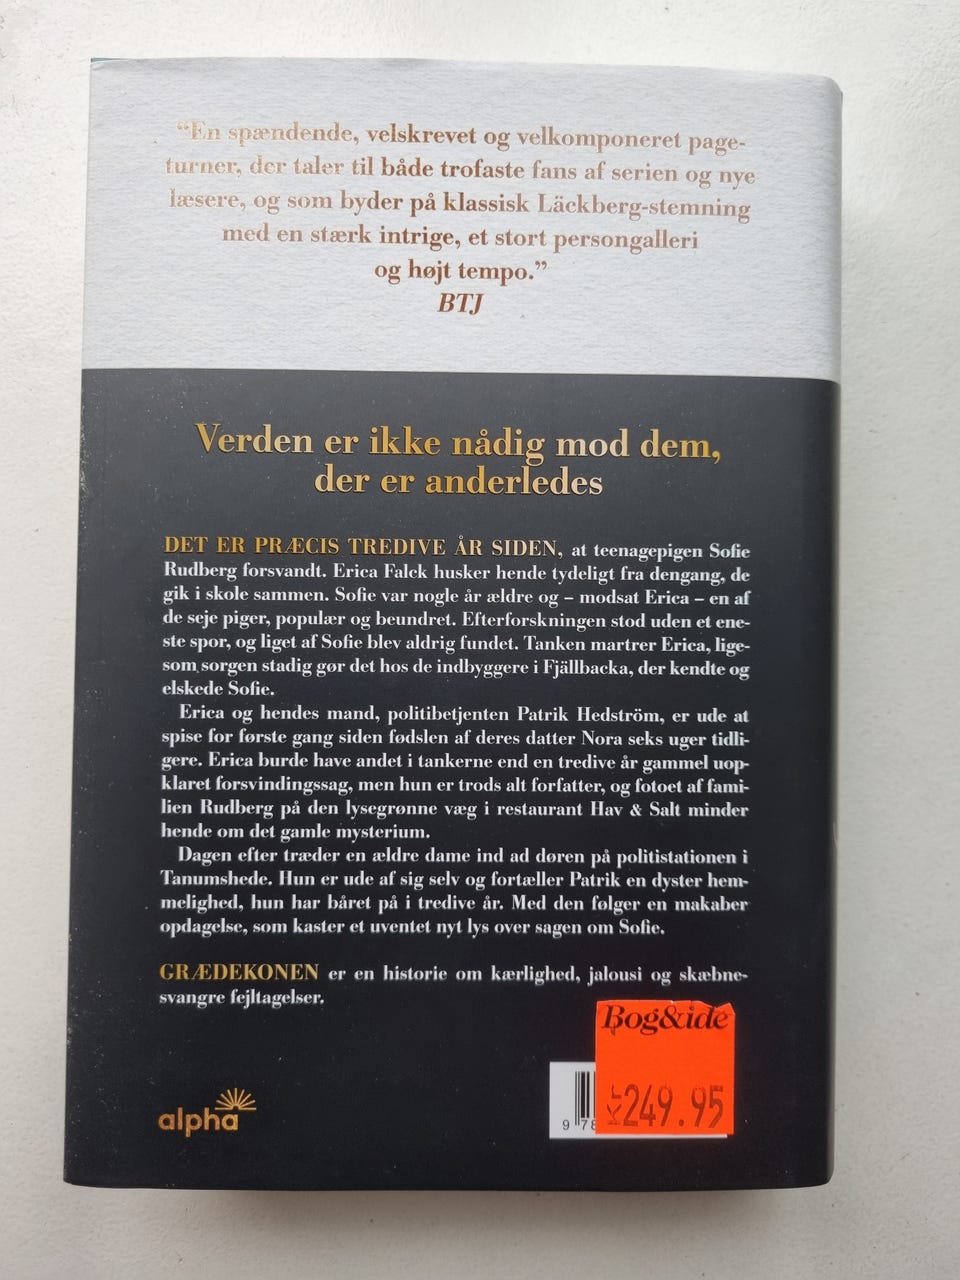 “En spændende, velskrevet og velkomponeret page-
turner, der taler til både trofaste fans af serien og nye
læsere, og som byder på klassisk Läckberg-stemning
med en stærk intrige, et stort persongalleri
og højt tempo.”
BTJ
Verden er ikke nådig mod dem,
der er anderledes
DET ER PRÆCIS TREDIVE ÅR SIDEN, at teenagepigen Sofie
Rudberg forsvandt. Erica Falck husker hende tydeligt fra dengang, de
gik i skole sammen. Sofie var nogle år ældre og – modsat Erica – en af
de seje piger, populær og beundret. Efterforskningen stod uden et ene-
ste spor, og liget af Sofie blev aldrig fundet. Tanken martrer Erica, lige-
som sorgen stadig gør det hos de indbyggere i Fjällbacka, der kendte og
elskede Sofie.
Erica og hendes mand, politibetjenten Patrik Hedström, er ude at
spise for første gang siden fødslen af deres datter Nora seks uger tidli-
gere. Erica burde have andet i tankerne end en tredive år gammel uop-
klaret forsvindingssag, men hun er trods alt forfatter, og fotoet af fami-
lien Rudberg på den lysegrønne væg i restaurant Hav & Salt minder
hende om det gamle mysterium.
Dagen efter træder en ældre dame ind ad døren på politistationen i
Tanumshede. Hun er ude af sig selv og fortæller Patrik en dyster hem-
melighed, hun har båret på i tredive år. Med den følger en makaber
opdagelse, som kaster et uventet nyt lys over sagen om Sofie.
GRÆDEKONEN er en historie om kærlighed, jalousi og skæbne-
svangre fejltagelser.
Bog&idé
kr 249.95
alpha
9 78